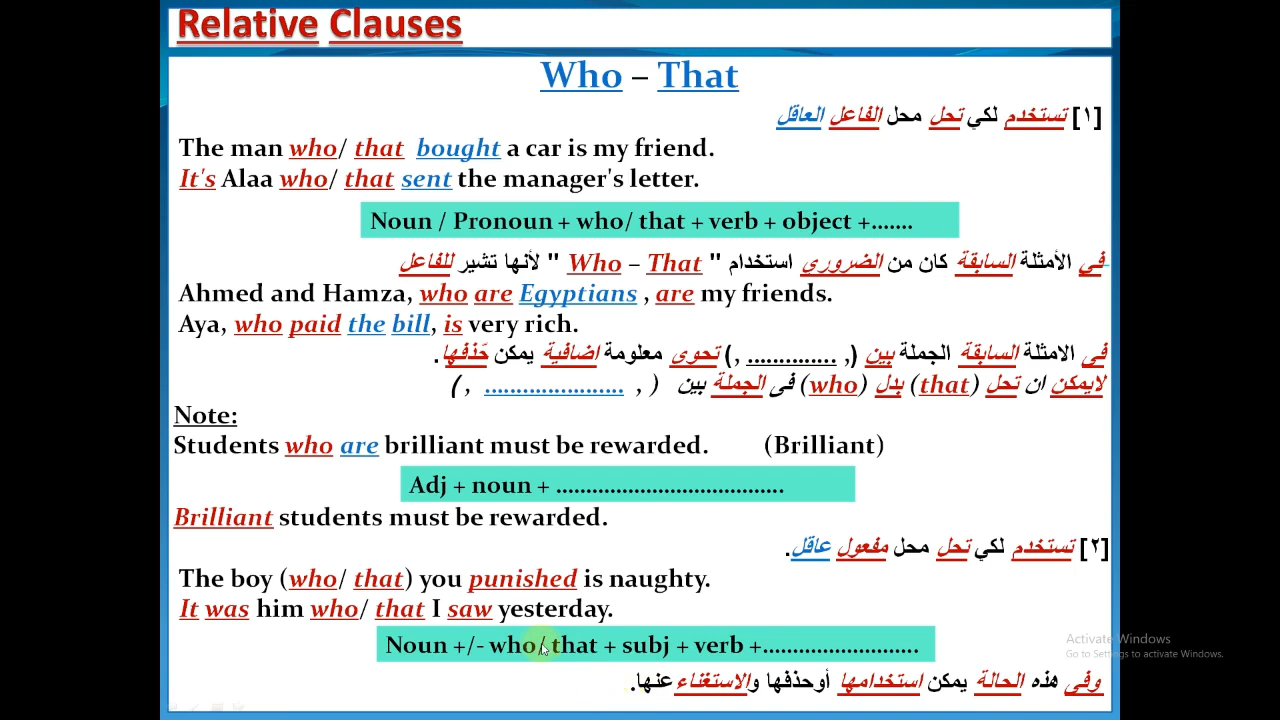 Relative Clauses
Who – That
[١] تستخدم لكي تحل محل الفاعل العاقل
The man who/ that bought a car is my friend.
It's Alaa who/ that sent the manager's letter.
Noun / Pronoun + who/ that + verb + object +.......
-في الأمثلة السابقة كان من الضروري استخدام " Who – That " لأنها تشير للفاعل
Ahmed and Hamza, who are Egyptians , are my friends.
Aya, who paid the bill, is very rich.
في الامثلة السابقة الجملة بين (, .............. ,) تحوى معلومة اضافية يمكن حّذفها.
لايمكن ان تحل (that) بدل (who) فى الجملة بين ( , ...................... , )
Note:
Students who are brilliant must be rewarded. (Brilliant)
Adj + noun + ......................................
Brilliant students must be rewarded.
[٢] تستخدم لكي تحل محل مفعول عاقل.
The boy (who/ that) you punished is naughty.
It was him who/ that I saw yesterday.
Noun +/- who/ that + subj + verb +..........................
وفى هذه الحالة يمكن استخدامها أوحذفها والاستغناء عنها.
Activate Windows
Go to Settings to activate Windows.